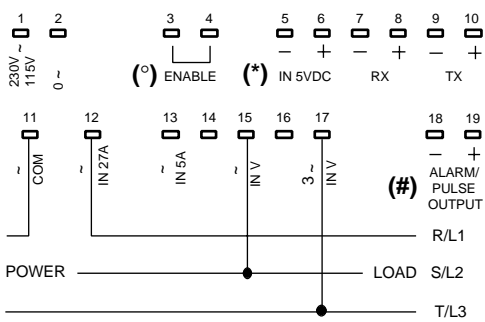 1 2 3 4 5 6 7 8 9 10
− + − + − +
230V ~
115V
0 ~
(°) ENABLE (*) IN 5VDC RX TX
11 12 13 14 15 16 17 18 19
~ COM
~ IN 27A
~ IN 5A
~ IN V
3 ~ IN V
− +
(#) ALARM/
PULSE
OUTPUT
R/L1
POWER LOAD S/L2
T/L3